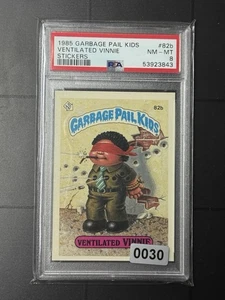 1985 GARBAGE PAIL KIDS #82b
VENTILATED VINNIE NM - MT
STICKERS 8
PSA 53923843
82b
GARBAGE PAIL KIDS
VENTILATED VINNIE
0030